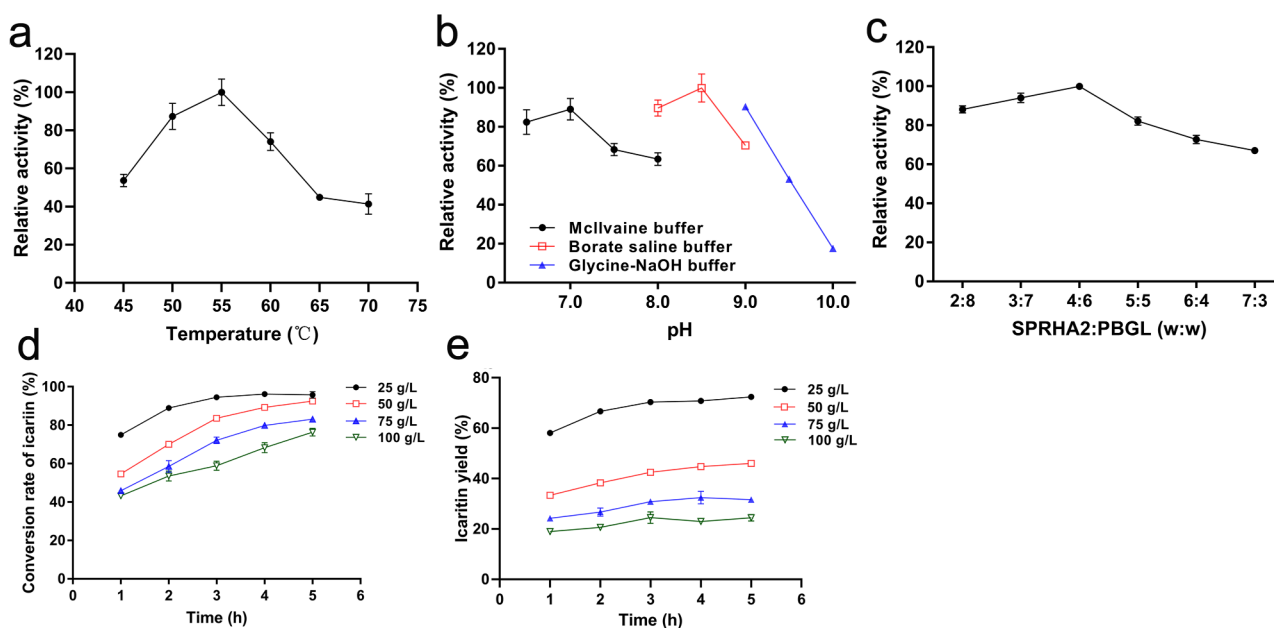 a
Relative activity (%)
120
100
80
60
40
20
0
40 45 50 55 60 65 70 75
Temperature (℃)
b
Relative activity (%)
120
100
80
60
40
20
0
McIlvaine buffer
Borate saline buffer
Glycine-NaOH buffer
7.0 8.0 9.0 10.0
pH
c
Relative activity (%)
120
100
80
60
40
20
0
2:8 3:7 4:6 5:5 6:4 7:3
SPRHA2:PBGL (w:w)
d
Conversion rate of icariin (%)
100
80
60
40
20
0
0 1 2 3 4 5 6
Time (h)
25 g/L
50 g/L
75 g/L
100 g/L
e
Icaritin yield (%)
80
60
40
20
0
0 1 2 3 4 5 6
Time (h)
25 g/L
50 g/L
75 g/L
100 g/L